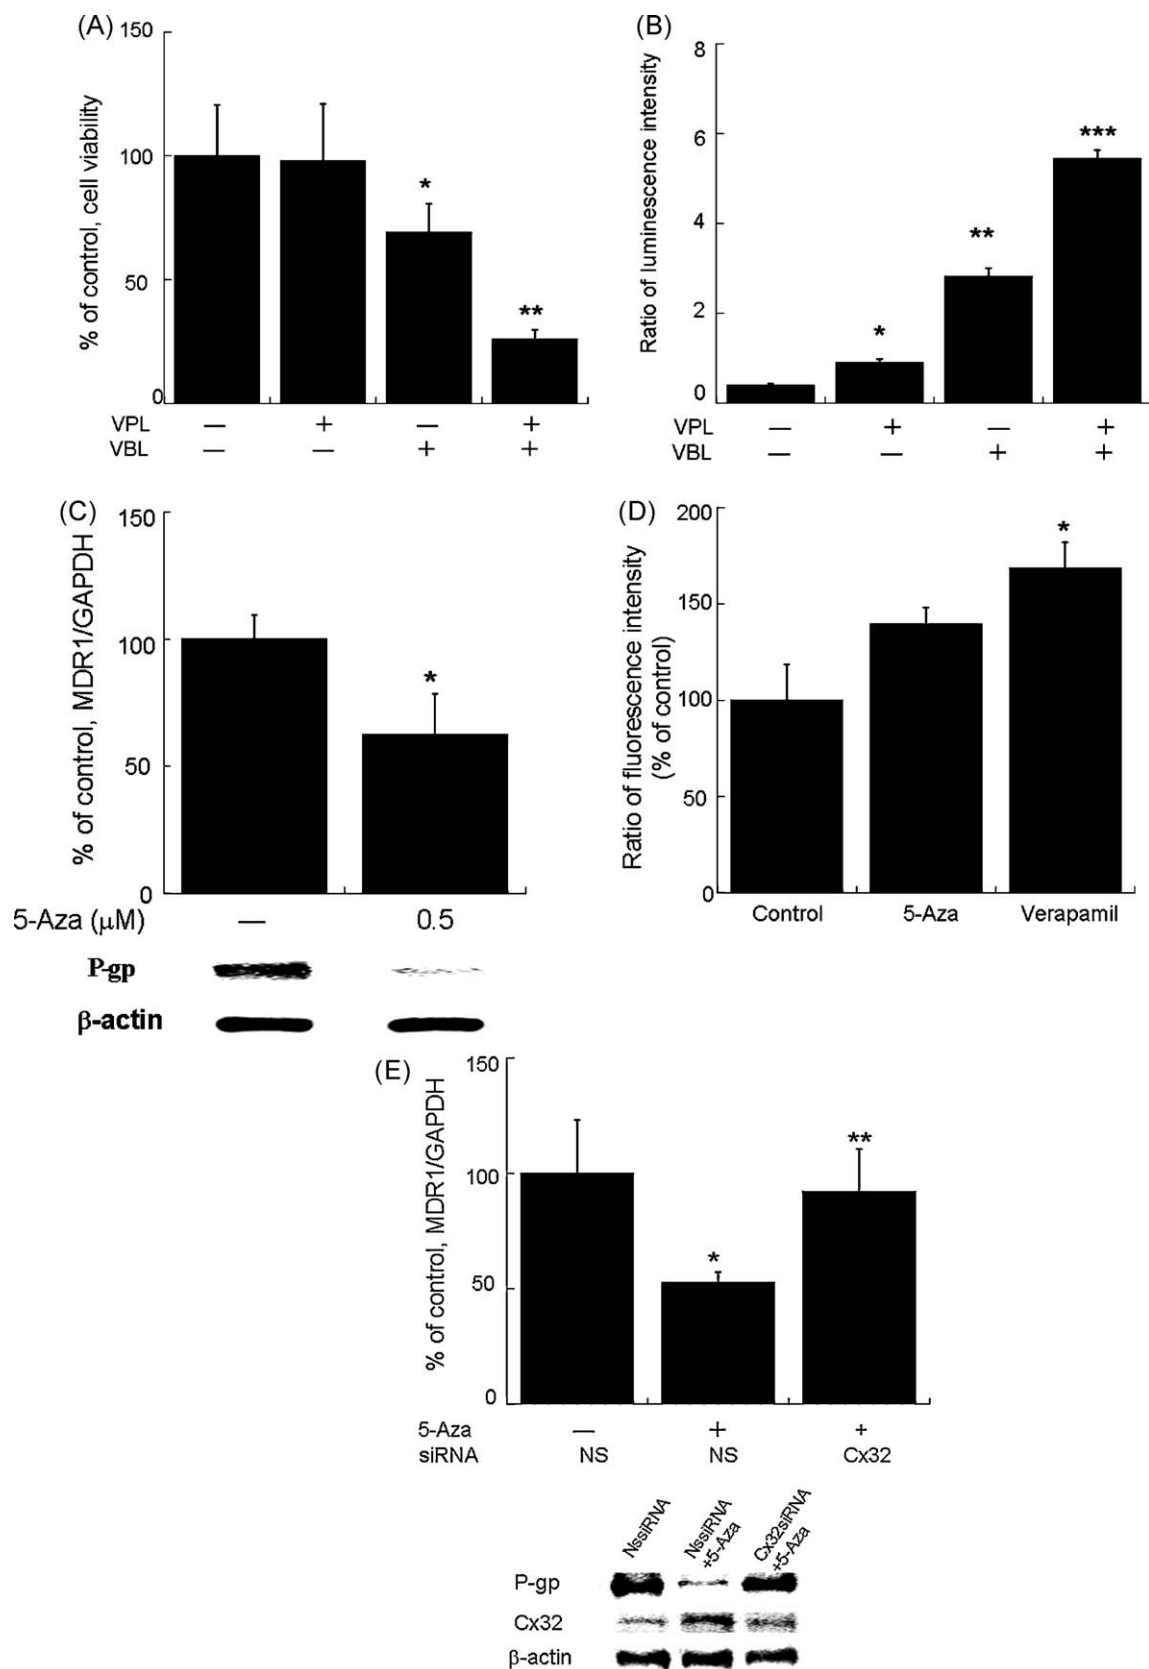 (A)
% of control, cell viability
150
100
50
0
*
**
VPL — + — +
VBL — — + +
(B)
Ratio of luminescence intensity
8
6
4
2
0
*
**
***
VPL — + — +
VBL — — + +
(C)
% of control, MDR1/GAPDH
150
100
50
0
*
5-Aza (μM) — 0.5
P-gp
β-actin
(D)
Ratio of fluorescence intensity
(% of control)
200
150
100
50
0
*
Control 5-Aza Verapamil
(E)
% of control, MDR1/GAPDH
150
100
50
0
*
**
5-Aza — + +
siRNA NS NS Cx32
NssiRNA
NssiRNA
+5-Aza
Cx32siRNA
+5-Aza
P-gp
Cx32
β-actin